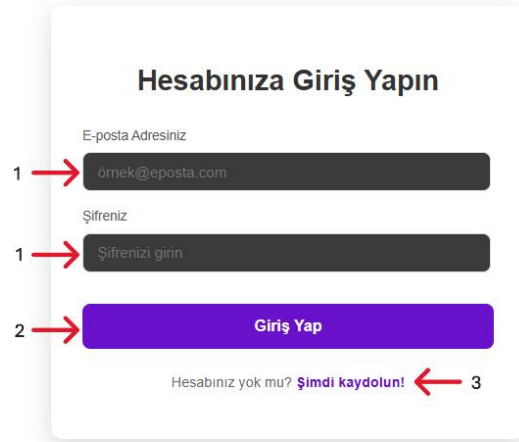 Hesabınıza Giriş Yapın
E-posta Adresiniz
1
örnek@eposta.com
Şifreniz
1
Şifrenizi girin
2
Giriş Yap
Hesabınız yok mu? Şimdi kaydolun! 3